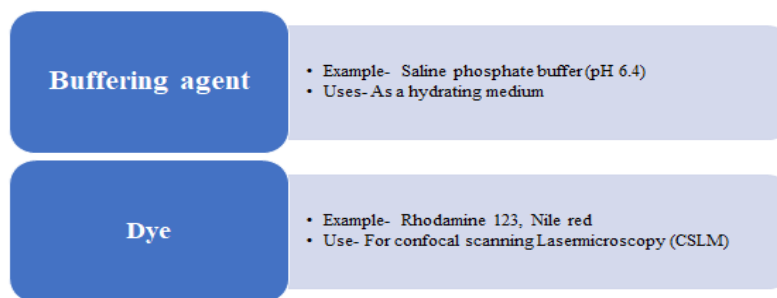 Buffering agent
• Example- Saline phosphate buffer (pH 6.4)
• Uses- As a hydrating medium
Dye
• Example- Rhodamine 123, Nile red
• Use- For confocal scanning Lasermicroscopy (CSLM)